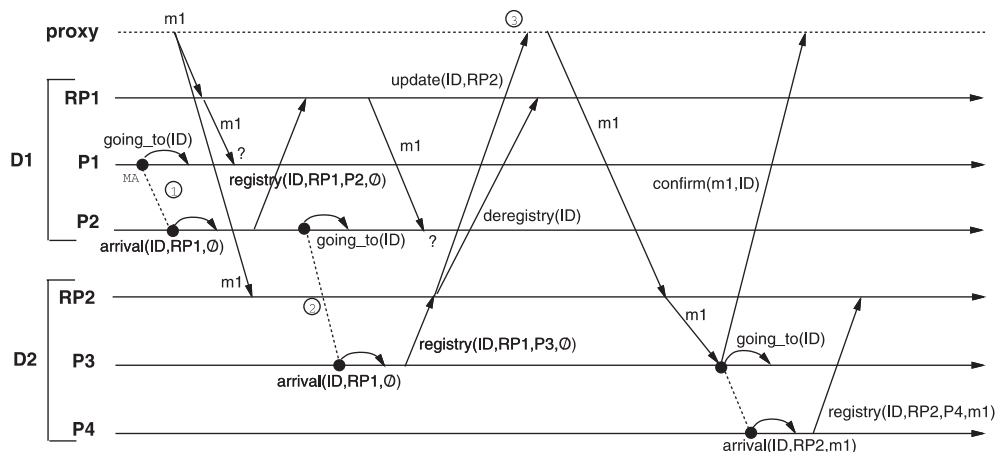 m1
③
proxy
update(ID,RP2)
RP1
m1
m1
m1
going_to(ID)
D1
P1
?
MA
①
registry(ID,RP1,P2,∅)
confirm(m1,ID)
deregistry(ID)
P2
arrival(ID,RP1,∅)
going_to(ID)
?
m1
RP2
②
m1
going_to(ID)
registry(ID,RP1,P3,∅)
D2
P3
arrival(ID,RP1,∅)
registry(ID,RP2,P4,m1)
P4
arrival(ID,RP2,m1)